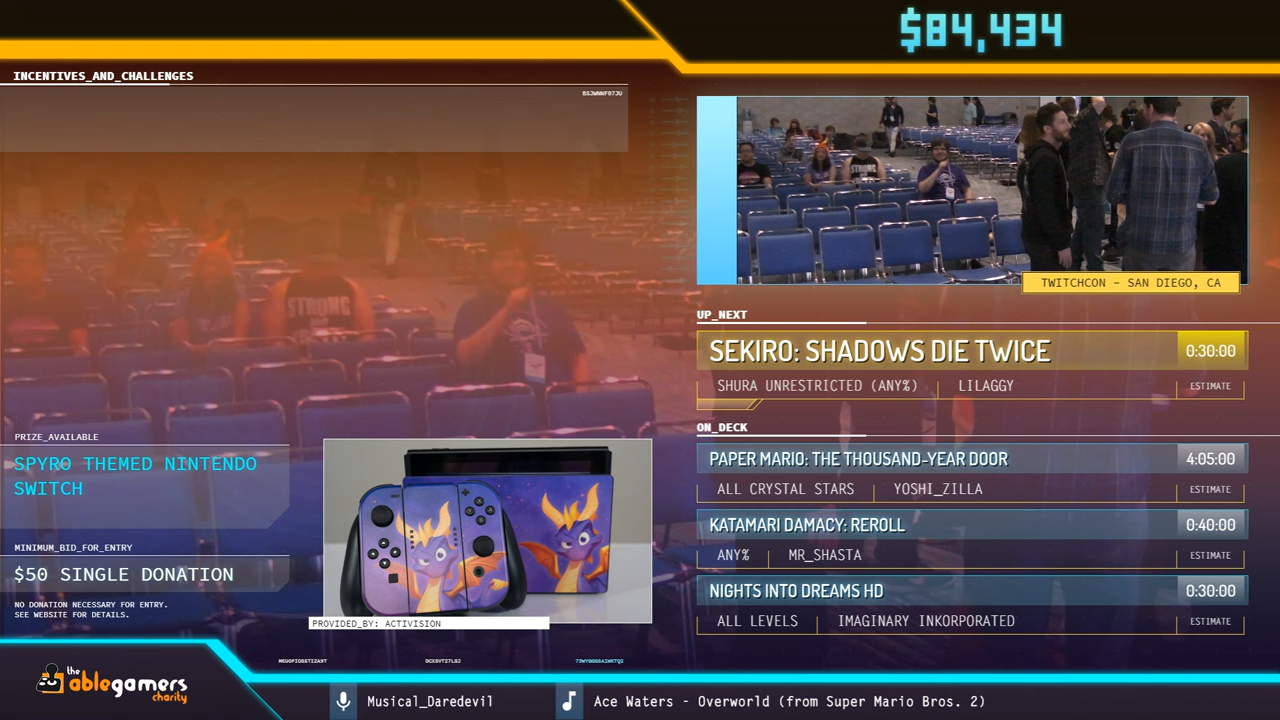 $84,434
INCENTIVES_AND_CHALLENGES
BSJWNNF07JU
STRONG
TWITCHCON - SAN DIEGO, CA
UP_NEXT
SEKIRO: SHADOWS DIE TWICE
0:30:00
SHURA UNRESTRICTED (ANY%)
LILAGGY
ESTIMATE
ON_DECK
PAPER MARIO: THE THOUSAND-YEAR DOOR
4:05:00
ALL CRYSTAL STARS
YOSHI_ZILLA
ESTIMATE
KATAMARI DAMACY: REROLL
0:40:00
ANY%
MR_SHASTA
ESTIMATE
NIGHTS INTO DREAMS HD
0:30:00
ALL LEVELS
IMAGINARY INKORPORATED
ESTIMATE
PRIZE_AVAILABLE
SPYRO THEMED NINTENDO
SWITCH
MINIMUM_BID_FOR_ENTRY
$50 SINGLE DONATION
NO DONATION NECESSARY FOR ENTRY.
SEE WEBSITE FOR DETAILS.
PROVIDED_BY: ACTIVISION
the
ablegamers
charity
Musical_Daredevil
Ace Waters - Overworld (from Super Mario Bros. 2)